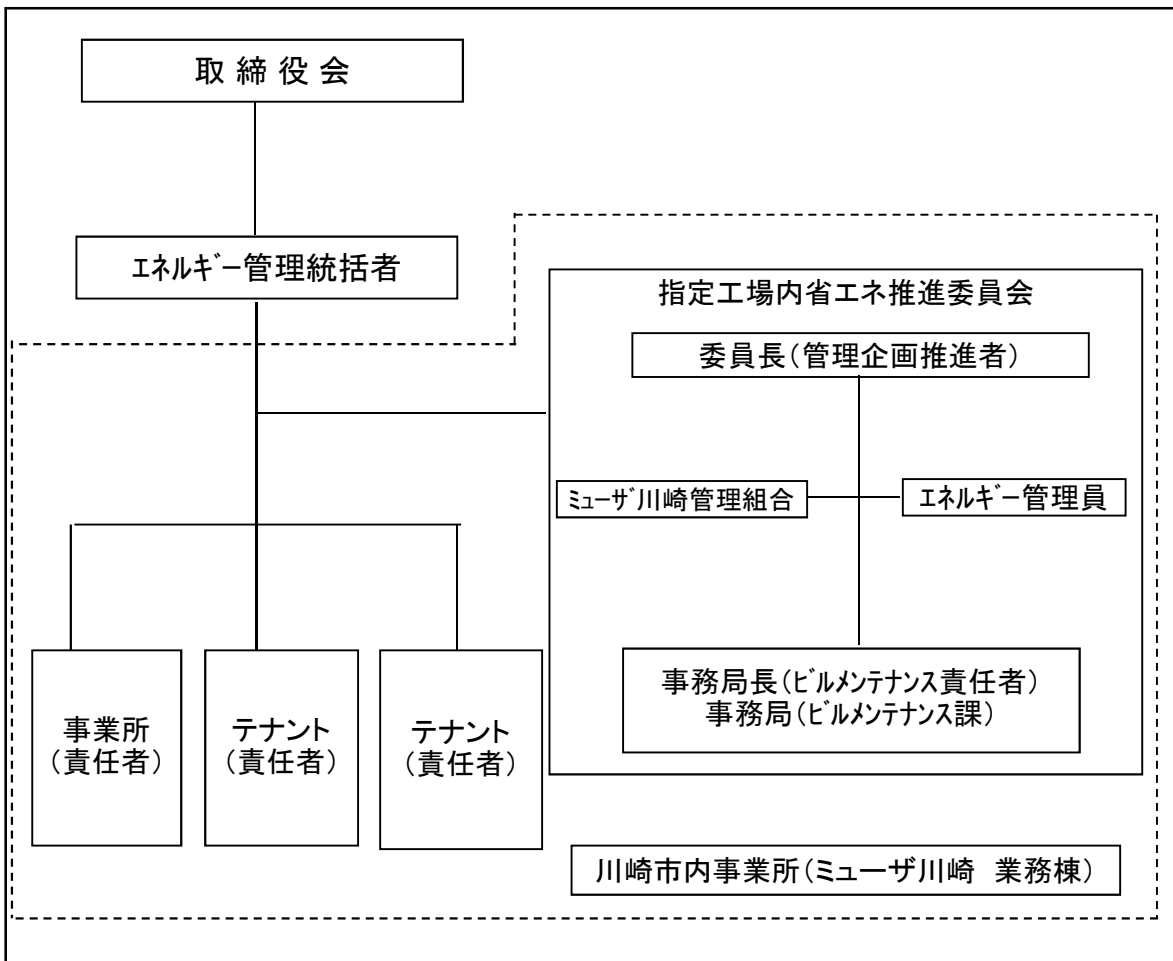 取 締 役 会
エネルギー管理統括者
指定工場内省エネ推進委員会
委員長(管理企画推進者)
ミューザ川崎管理組合
エネルギー管理員
事務局長(ビルメンテナンス責任者)
事務局(ビルメンテナンス課)
事業所
(責任者)
テナント
(責任者)
テナント
(責任者)
川崎市内事業所(ミューザ川崎 業務棟)